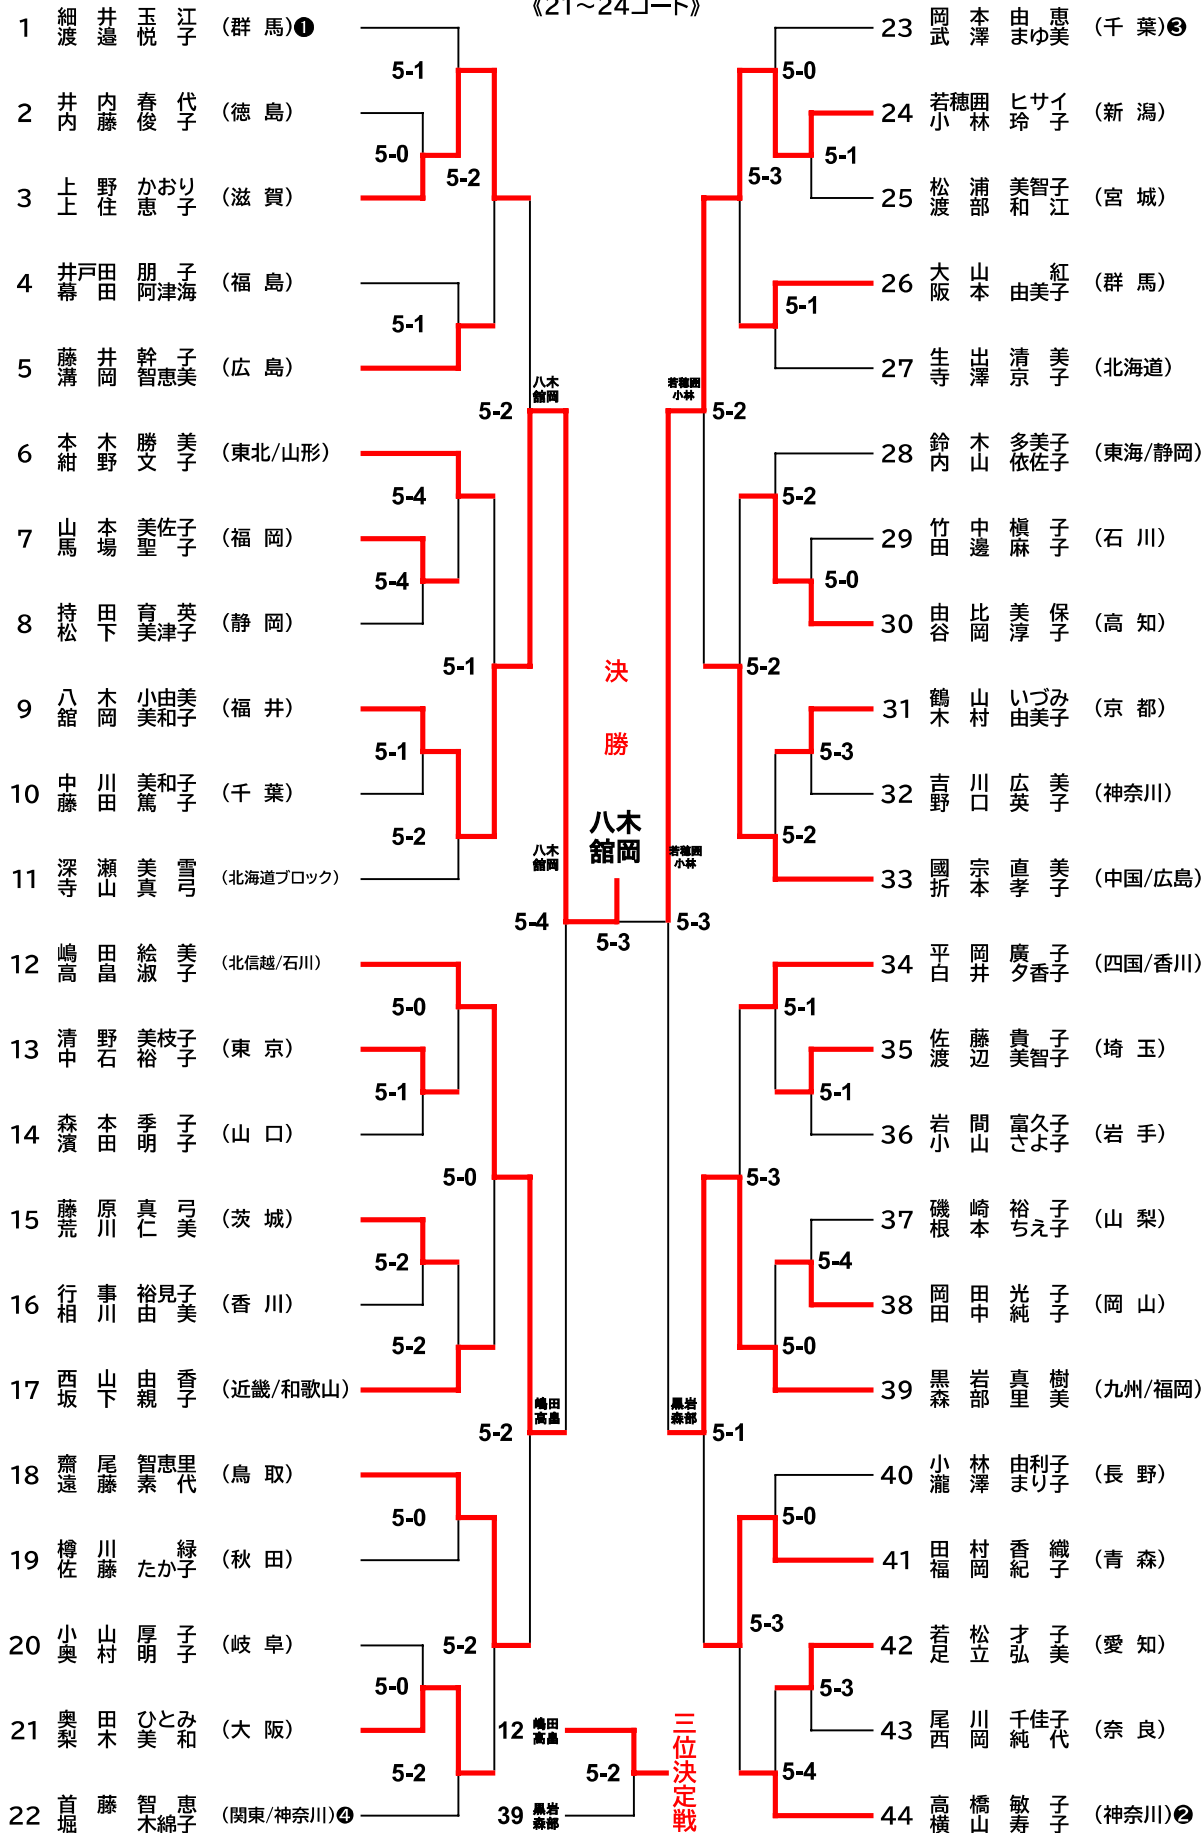 《21～24コート》
1 細井玉江 (群 馬)❶
渡邉悦子
5-1
2 井内春代 (徳 島)
内藤俊子
5-0
5-2
3 上野かおり (滋 賀)
上住恵子
4 井戸田朋子 (福 島)
幕田阿津海
5-1
5 藤井幹子 (広 島)
溝岡智恵美
八木
舘岡
5-2
6 本木勝美 (東北/山形)
紺野文子
5-4
7 山本美佐子 (福 岡)
馬場聖子
5-4
8 持田育英 (静 岡)
松下美津子
5-1
9 八木小由美 (福 井)
舘岡美和子
5-1
10 中川美和子 (千 葉)
藤田篤子
5-2
11 深瀬美雪 (北海道ブロック)
寺山真弓
八木
舘岡
5-4
12 嶋田絵美 (北信越/石川)
高畠淑子
5-0
13 清野美枝子 (東 京)
中石裕子
5-1
14 森本季子 (山 口)
濱田明子
5-0
15 藤原真弓 (茨 城)
荒川仁美
5-2
16 行事裕見子 (香 川)
相川由美
5-2
17 西山由香 (近畿/和歌山)
坂下親子
嶋田
高畠
5-2
18 齋尾智恵里 (鳥 取)
遠藤素代
5-0
19 樽川緑 (秋 田)
佐藤たか子
5-2
20 小山厚子 (岐 阜)
奥村明子
5-0
21 奥田ひとみ (大 阪)
梨木美和
5-2
22 首藤智恵 (関東/神奈川)❹
堀木綿子
決勝
八木
舘岡
5-3
23 岡本由恵 (千 葉)❸
武澤まゆ美
5-0
24 若穂囲ヒサイ (新 潟)
小林玲子
5-1
5-3
25 松浦美智子 (宮 城)
渡部和江
26 大山紅 (群 馬)
阪本由美子
5-1
27 生出清美 (北海道)
寺澤京子
若穂囲
小林
5-2
28 鈴木多美子 (東海/静岡)
内山依佐子
5-2
29 竹中槇子 (石 川)
田邊麻子
5-0
30 由比美保 (高 知)
谷岡淳子
5-2
31 鶴山いづみ (京 都)
木村由美子
5-3
32 吉川広美 (神奈川)
野口英子
5-2
33 國宗直美 (中国/広島)
折本孝子
若穂囲
小林
5-3
34 平岡廣子 (四国/香川)
白井夕香子
5-1
35 佐藤貴子 (埼 玉)
渡辺美智子
5-1
36 岩間富久子 (岩 手)
小山さよ子
5-3
37 磯崎裕子 (山 梨)
根本ちえ子
5-4
38 岡田光子 (岡 山)
田中純子
5-0
39 黒岩真樹 (九州/福岡)
森部里美
黒岩
森部
5-1
40 小林由利子 (長 野)
瀧澤まり子
5-0
41 田村香織 (青 森)
福岡紀子
5-3
42 若松才子 (愛 知)
足立弘美
5-3
43 尾川千佳子 (奈 良)
西岡純代
5-4
44 高橋敏子 (神奈川)❷
横山寿子
12 嶋田
高畠
5-2
39 黒岩
森部
三位決定戦